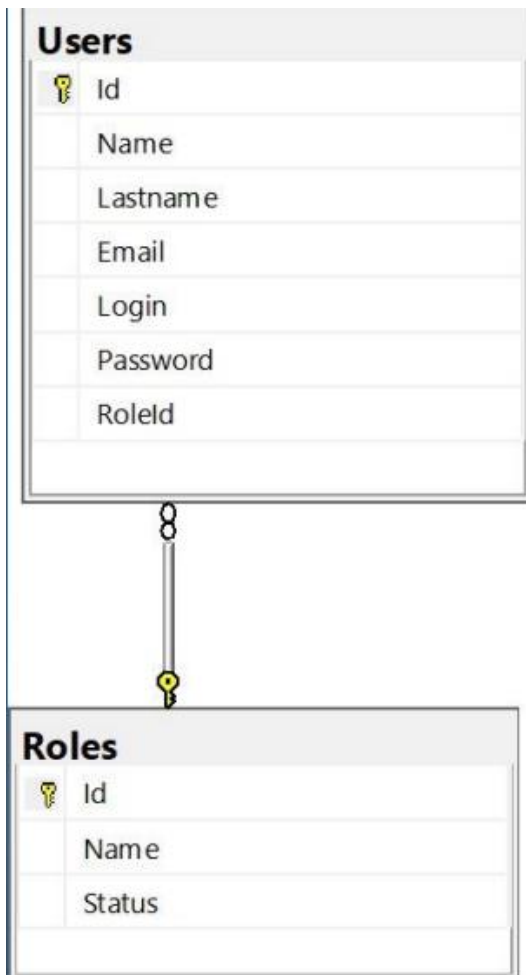 Users
Id
Name
Lastname
Email
Login
Password
RoleId
Roles
Id
Name
Status